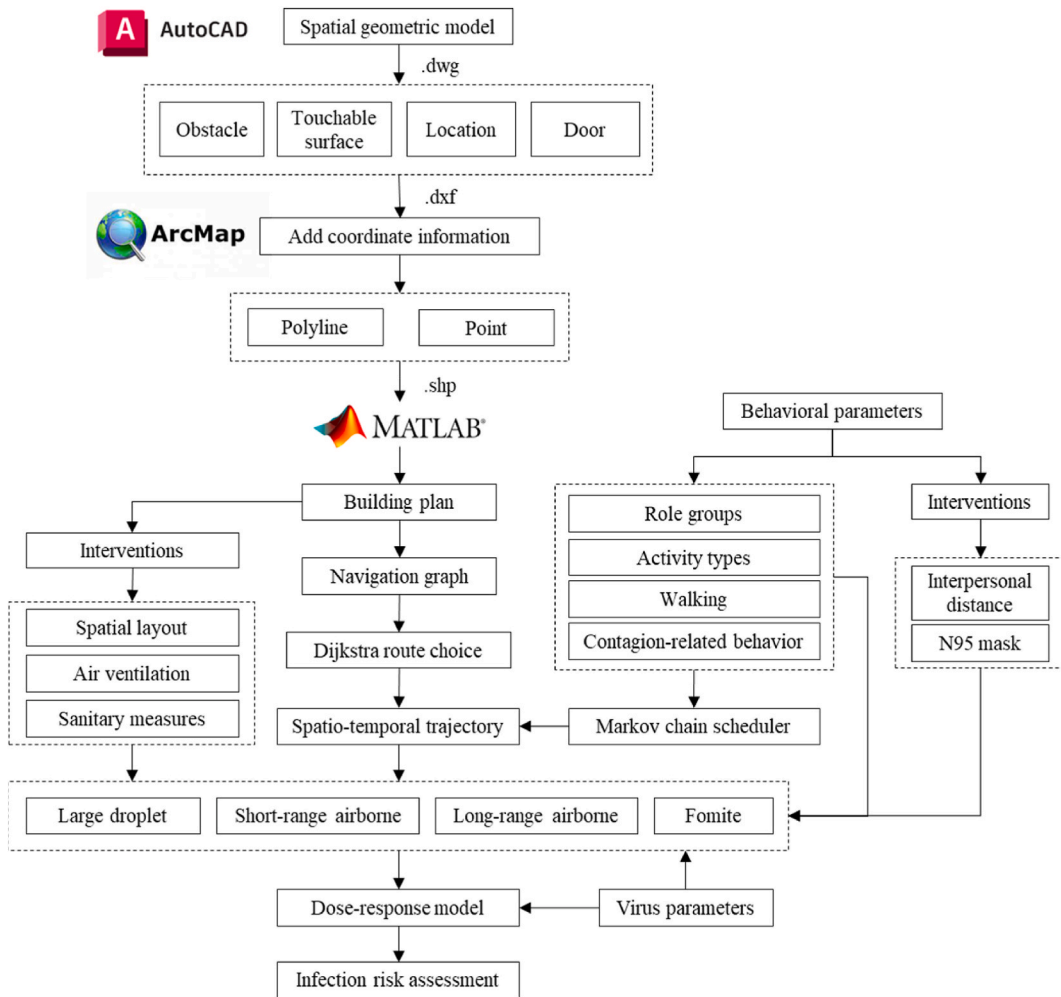 A AutoCAD
Spatial geometric model
.dwg
Obstacle
Touchable
surface
Location
Door
.dxf
ArcMap
Add coordinate information
Polyline
Point
.shp
MATLAB®
Behavioral parameters
Building plan
Interventions
Navigation graph
Dijkstra route choice
Spatial layout
Air ventilation
Sanitary measures
Role groups
Activity types
Walking
Contagion-related behavior
Interventions
Interpersonal
distance
N95 mask
Spatio-temporal trajectory
Markov chain scheduler
Large droplet
Short-range airborne
Long-range airborne
Fomite
Dose-response model
Virus parameters
Infection risk assessment